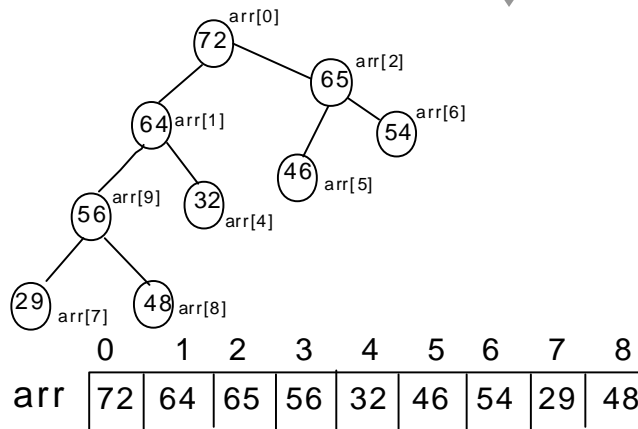 arr[0]
72
arr[2]
65
arr[6]
64 arr[1]
54
46
arr[5]
arr[9]
32
56
arr[4]
29
48 arr[8]
arr[7]
0 1 2 3 4 5 6 7 8
arr 72 64 65 56 32 46 54 29 48